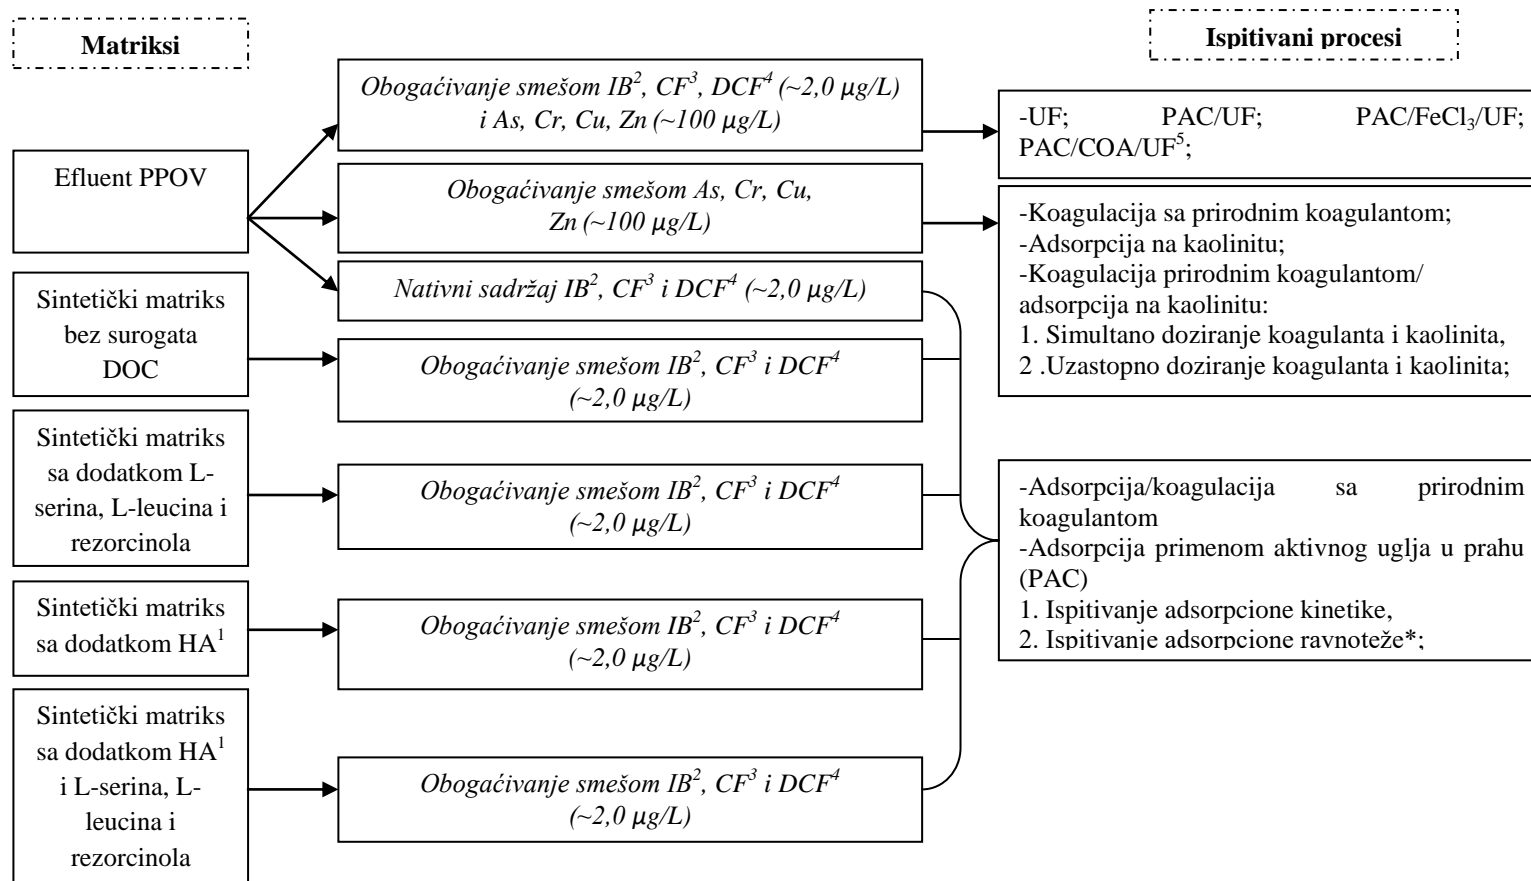 Matriksi
Ispitivani procesi
Efluent PPOV
Obogaćivanje smešom IB², CF³, DCF⁴ (~2,0 µg/L)
i As, Cr, Cu, Zn (~100 µg/L)
-UF; PAC/UF; PAC/FeCl₃/UF;
PAC/COA/UF⁵;
Obogaćivanje smešom As, Cr, Cu,
Zn (~100 µg/L)
-Koagulacija sa prirodnim koagulantom;
-Adsorpcija na kaolinitu;
-Koagulacija prirodnim koagulantom/
adsorpcija na kaolinitu:
1. Simultano doziranje koagulanta i kaolinita,
2 .Uzastopno doziranje koagulanta i kaolinita;
Nativni sadržaj IB², CF³ i DCF⁴ (~2,0 µg/L)
Sintetički matriks
bez surogata
DOC
Obogaćivanje smešom IB², CF³ i DCF⁴
(~2,0 µg/L)
Sintetički matriks
sa dodatkom L-
serina, L-leucina i
rezorcinola
Obogaćivanje smešom IB², CF³ i DCF⁴
(~2,0 µg/L)
-Adsorpcija/koagulacija sa prirodnim
koagulantom
-Adsorpcija primenom aktivnog uglja u prahu
(PAC)
1. Ispitivanje adsorpcione kinetike,
2. Ispitivanje adsorpcione ravnoteže*;
Sintetički matriks
sa dodatkom HA¹
Obogaćivanje smešom IB², CF³ i DCF⁴
(~2,0 µg/L)
Sintetički matriks
sa dodatkom HA¹
i L-serina, L-
leucina i
rezorcinola
Obogaćivanje smešom IB², CF³ i DCF⁴
(~2,0 µg/L)